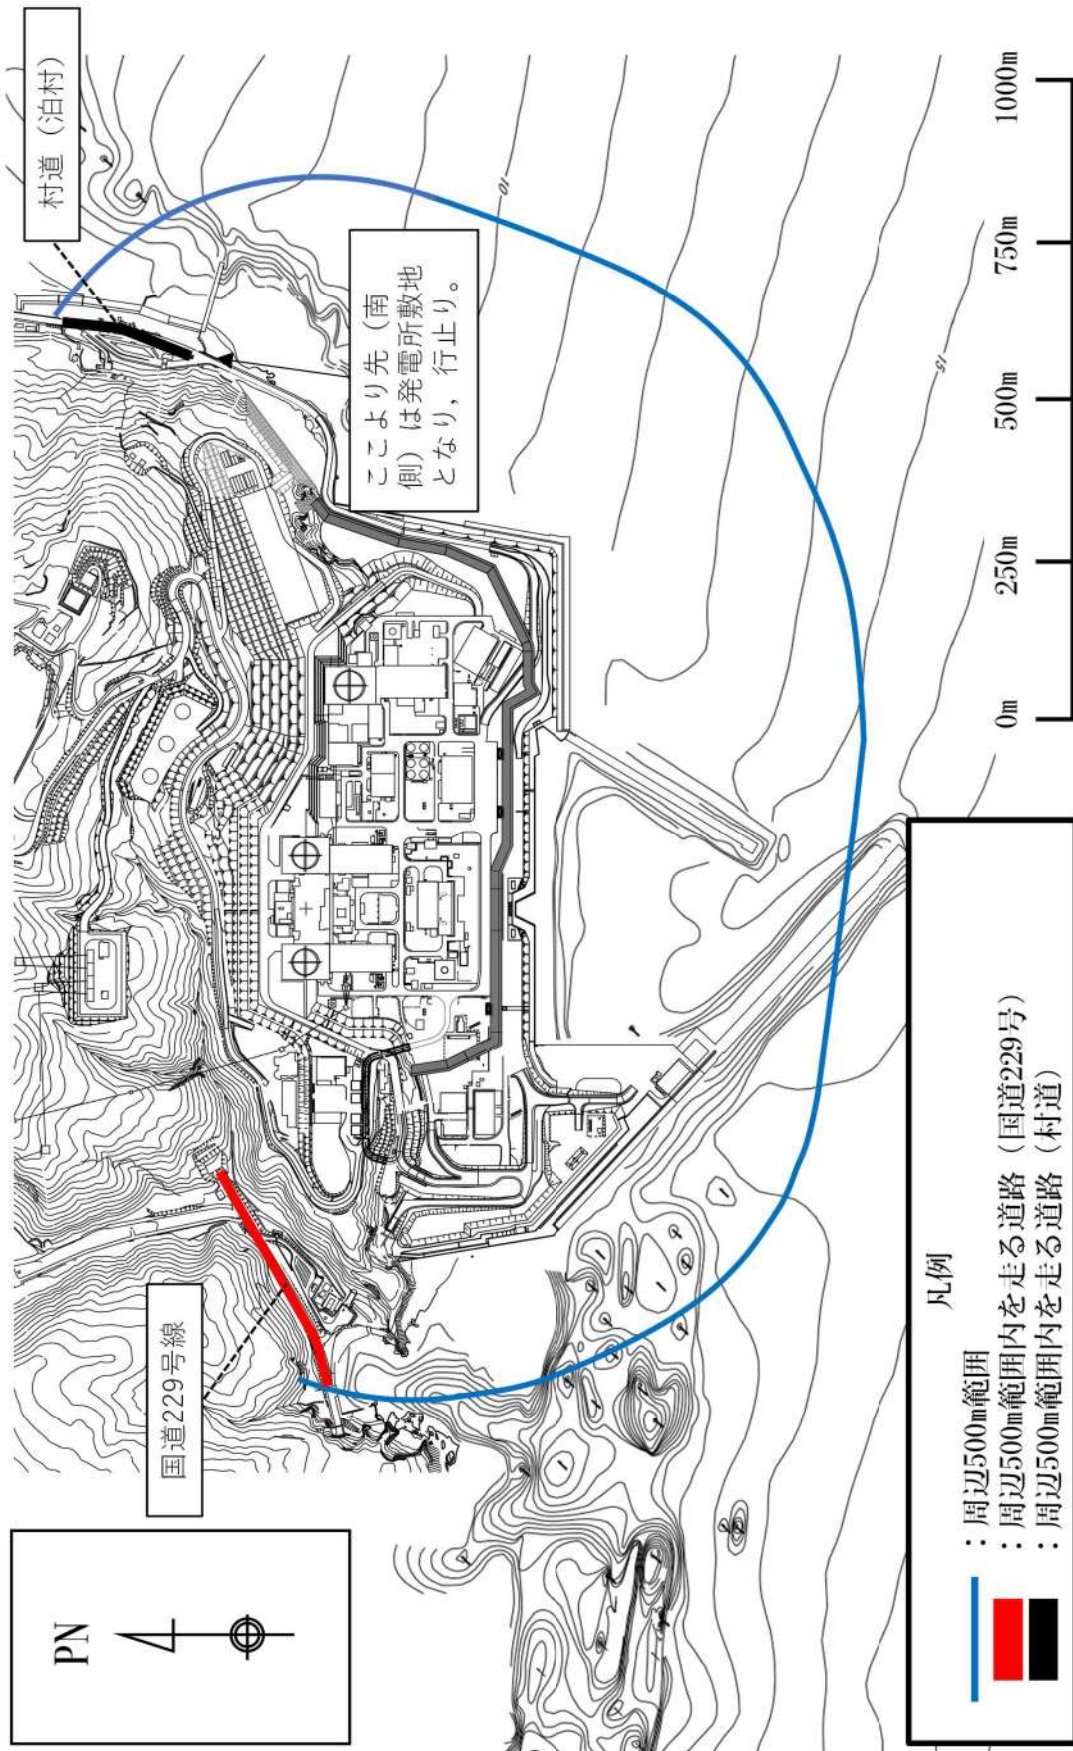 PN
国道229号線
村道（泊村）
ここより先（南
側）は発電所敷地
となり，行止り。
10
15
0m
250m
500m
750m
1000m
凡例
：周辺500m範囲
：周辺500m範囲内を走る道路（国道229号）
：周辺500m範囲内を走る道路（村道）